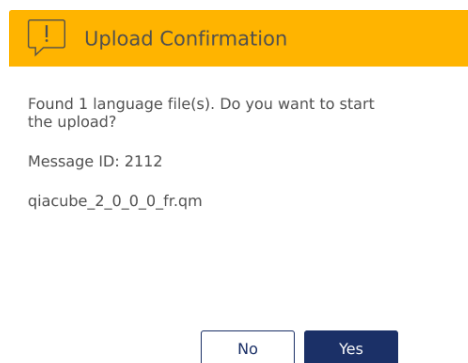 !
Upload Confirmation
Found 1 language file(s). Do you want to start
the upload?
Message ID: 2112
qiacube_2_0_0_0_fr.qm
No
Yes